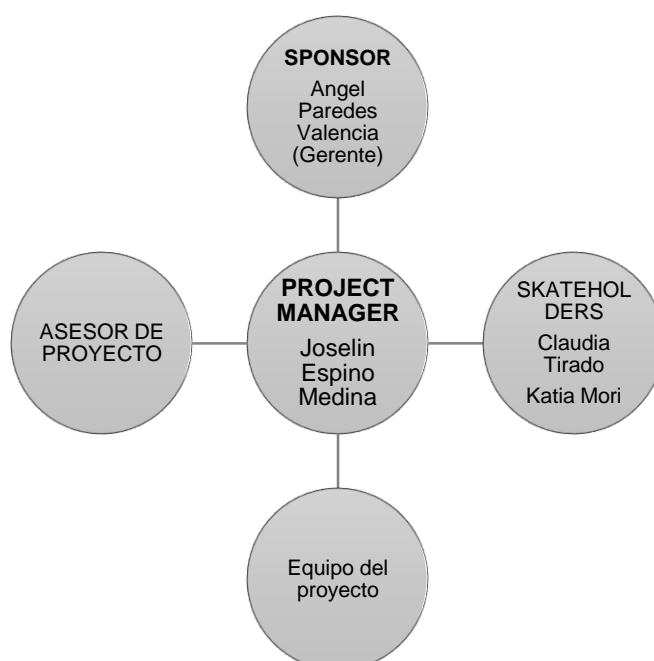 SPONSOR
Angel
Paredes
Valencia
(Gerente)
ASESOR DE
PROYECTO
PROJECT
MANAGER
Joselin
Espino
Medina
SKATEHOL
DERS
Claudia
Tirado
Katia Mori
Equipo del
proyecto